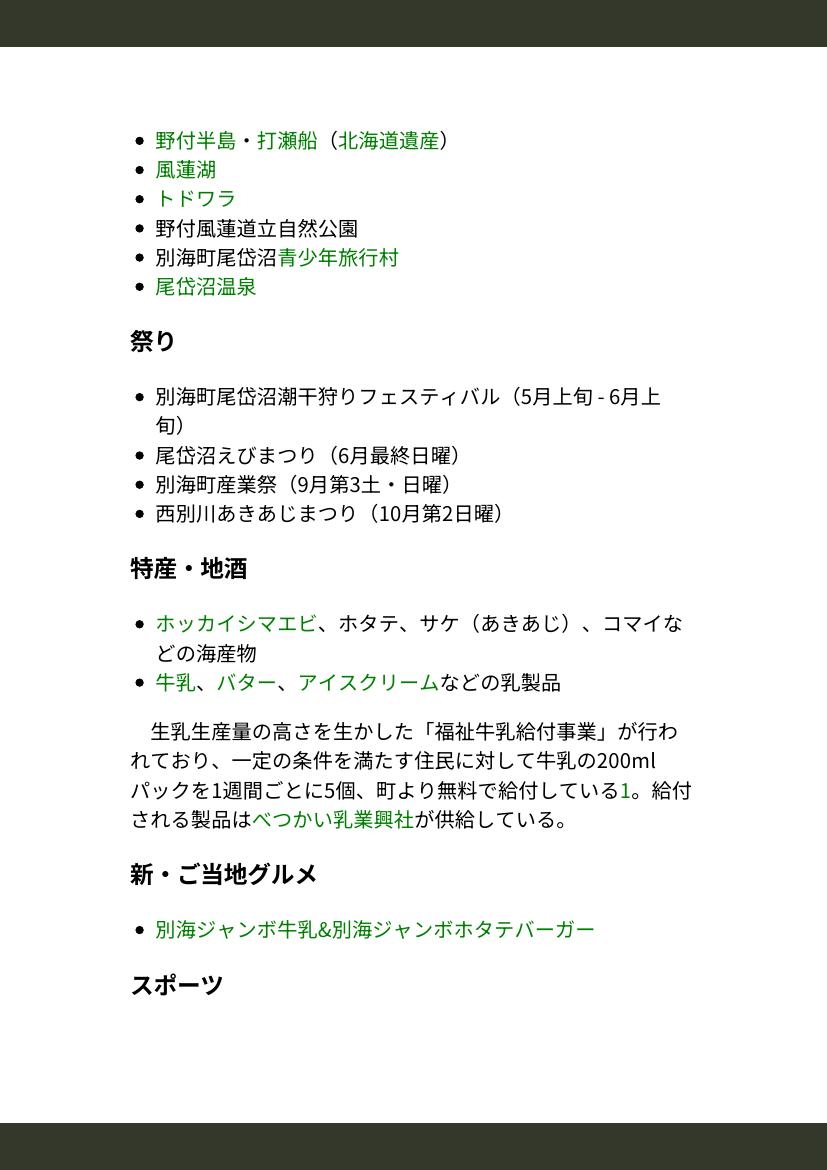 野付半島・打瀬船（北海道遺産）
風蓮湖
トドワラ
野付風蓮道立自然公園
別海町尾岱沼青少年旅行村
尾岱沼温泉
祭り
別海町尾岱沼潮干狩りフェスティバル（5月上旬 - 6月上
旬）
尾岱沼えびまつり（6月最終日曜）
別海町産業祭（9月第3土・日曜）
西別川あきあじまつり（10月第2日曜）
特産・地酒
ホッカイシマエビ、ホタテ、サケ（あきあじ）、コマイな
どの海産物
牛乳、バター、アイスクリームなどの乳製品
生乳生産量の高さを生かした「福祉牛乳給付事業」が行わ
れており、一定の条件を満たす住民に対して牛乳の200ml
パックを1週間ごとに5個、町より無料で給付している1。給付
される製品はべつかい乳業興社が供給している。
新・ご当地グルメ
別海ジャンボ牛乳&別海ジャンボホタテバーガー
スポーツ